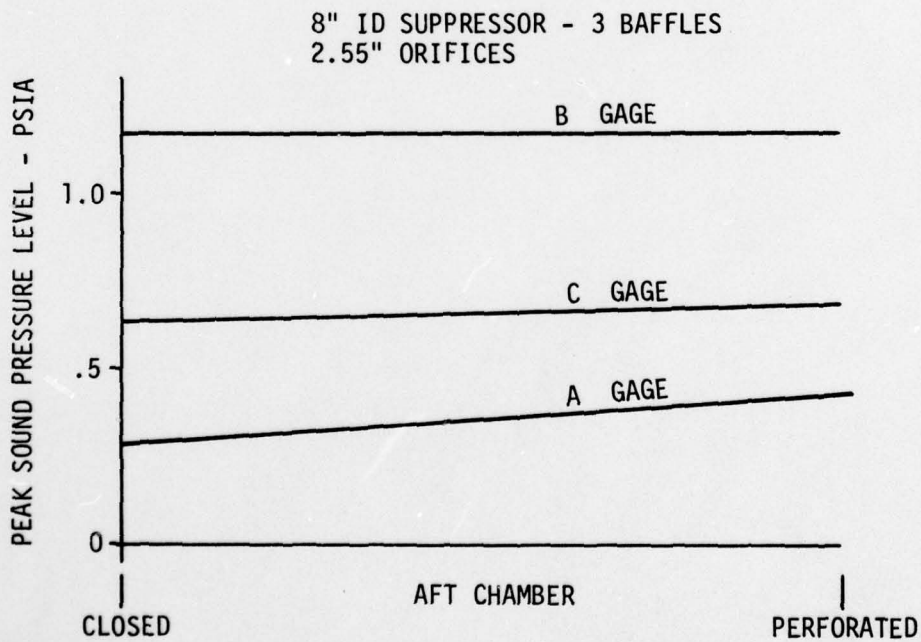 8" ID SUPPRESSOR - 3 BAFFLES
2.55" ORIFICES
PEAK SOUND PRESSURE LEVEL - PSIA
B GAGE
1.0
C GAGE
.5
A GAGE
0
AFT CHAMBER
CLOSED
PERFORATED